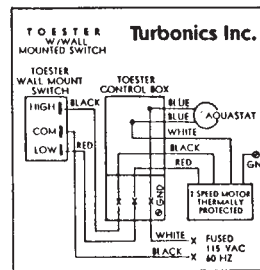 TOESTER
W/WALL
MOUNTED SWITCH
Turbonics Inc.
TOESTER
WALL MOUNT
SWITCH
TOESTER
CONTROL BOX
HIGH
COM
LOW
BLACK
RED
BLUE
BLUE
AQUASTAT
WHITE
BLACK
RED
GND
2 SPEED MOTOR
THERMALLY
PROTECTED
GND
WHITE
BLACK
FUSED
115 VAC
60 HZ